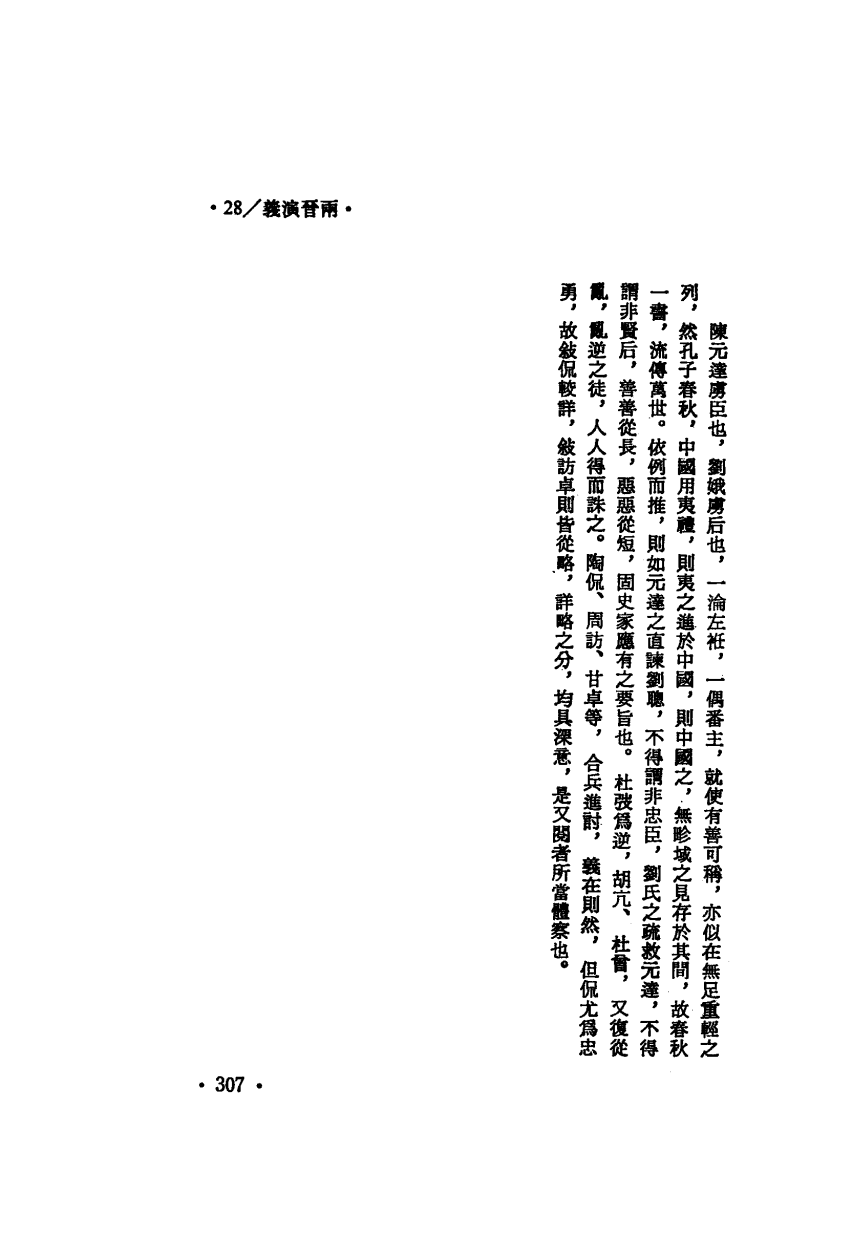 •28／義演晉兩•
陳元達虜臣也，劉娥虜后也，一淪左衽，一偶番主，就使有善可稱，亦似在無足重輕之
列，然孔子春秋，中國用夷禮，則夷之進於中國，則中國之，無畛域之見存於其間，故春秋
一書，流傳萬世。依例而推，則如元達之直諫劉聰，不得謂非忠臣，劉氏之疏救元達，不得
謂非賢后，善善從長，惡惡從短，固史家應有之要旨也。杜弢爲逆，胡亢、杜曾，又復從
亂，亂逆之徒，人人得而誅之。陶侃、周訪、甘卓等，合兵進討，義在則然，但侃尤爲忠
勇，故敍侃較詳，敍訪卓則皆從略，詳略之分，均具深意，是又閱者所當體察也。
•307•